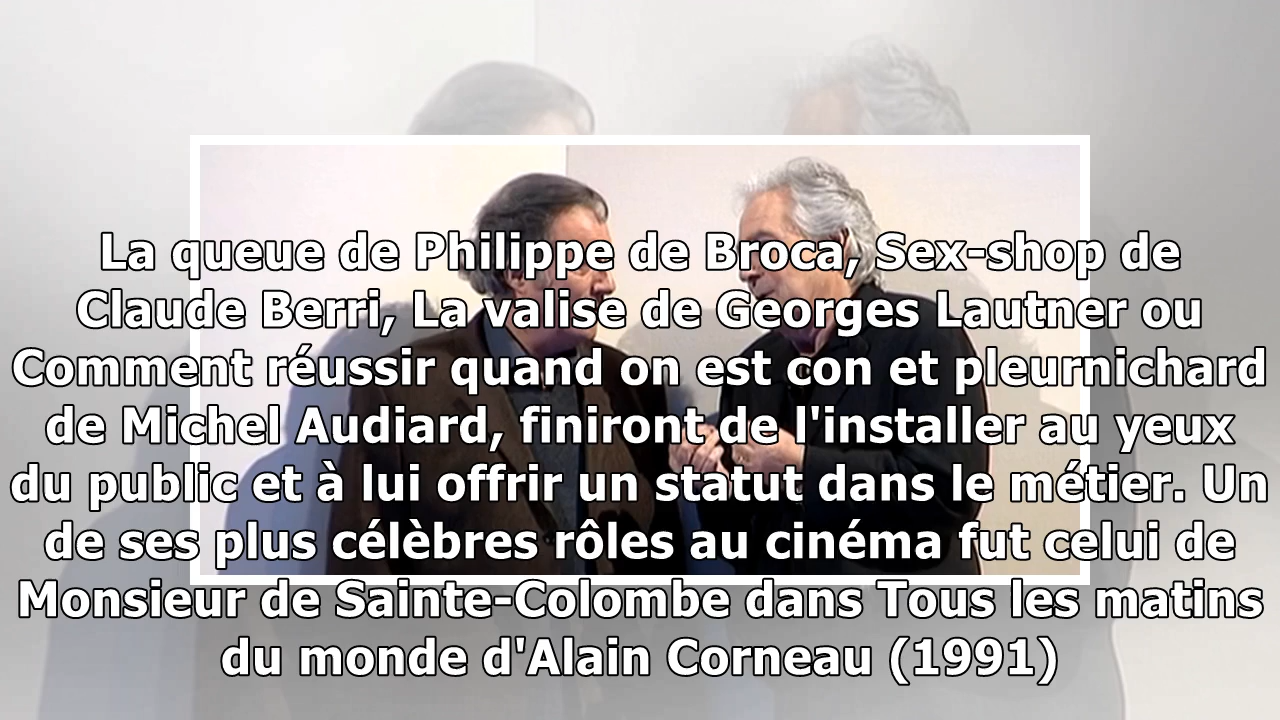 La queue de Philippe de Broca, Sex-shop de
Claude Berri, La valise de Georges Lautner ou
Comment réussir quand on est con et pleurnichard
de Michel Audiard, finiront de l'installer au yeux
du public et à lui offrir un statut dans le métier. Un
de ses plus célèbres rôles au cinéma fut celui de
Monsieur de Sainte-Colombe dans Tous les matins
du monde d'Alain Corneau (1991)